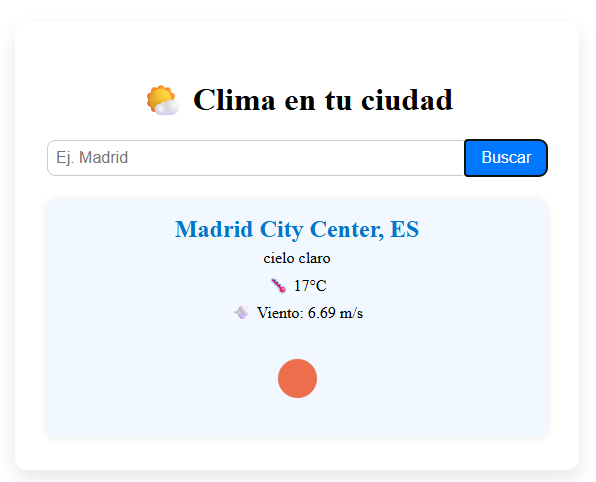 Clima en tu ciudad
Ej. Madrid
Buscar
Madrid City Center, ES
cielo claro
17°C
Viento: 6.69 m/s